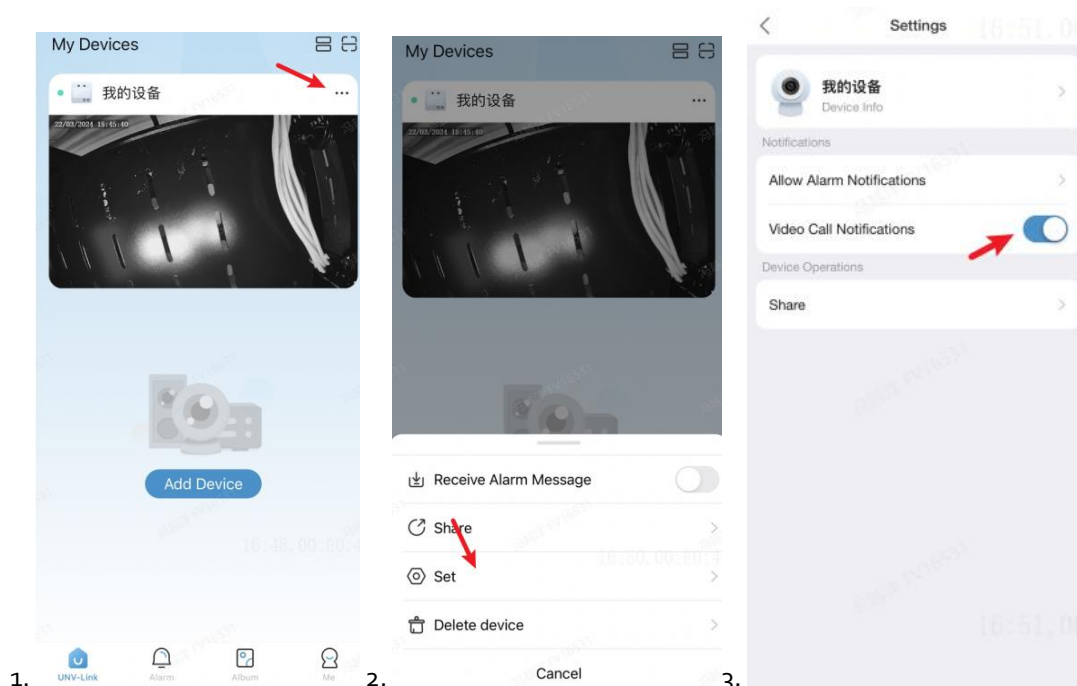 My Devices
我的设备
22/03/2024 15:45:40
Add Device
UNV-Link
Alarm
Album
Me
1.
My Devices
我的设备
22/03/2024 15:45:40
Receive Alarm Message
Share
Set
Delete device
Cancel
2.
Settings
我的设备
Device Info
Notifications
Allow Alarm Notifications
Video Call Notifications
Device Operations
Share
3.